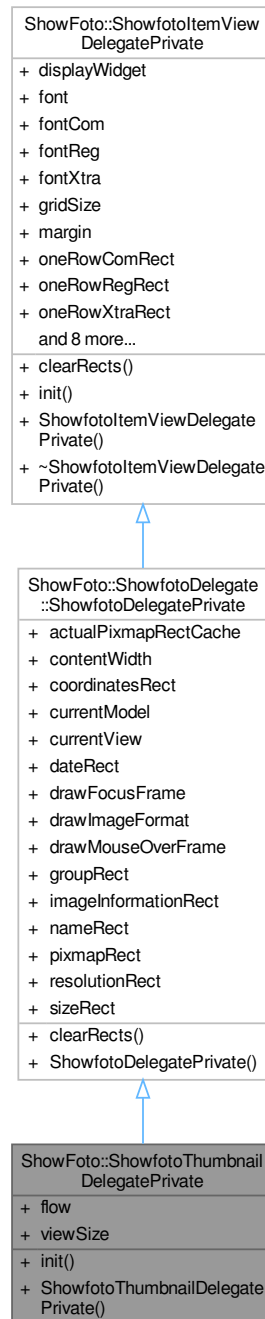 ShowFoto::ShowfotoItemView
DelegatePrivate
+ displayWidget
+ font
+ fontCom
+ fontReg
+ fontXtra
+ gridSize
+ margin
+ oneRowComRect
+ oneRowRegRect
+ oneRowXtraRect
and 8 more...
+ clearRects()
+ init()
+ ShowfotoItemViewDelegate
Private()
+ ~ShowfotoItemViewDelegate
Private()
ShowFoto::ShowfotoDelegate
::ShowfotoDelegatePrivate
+ actualPixmapRectCache
+ contentWidth
+ coordinatesRect
+ currentModel
+ currentView
+ dateRect
+ drawFocusFrame
+ drawImageFormat
+ drawMouseOverFrame
+ groupRect
+ imageInformationRect
+ nameRect
+ pixmapRect
+ resolutionRect
+ sizeRect
+ clearRects()
+ ShowfotoDelegatePrivate()
ShowFoto::ShowfotoThumbnail
DelegatePrivate
+ flow
+ viewSize
+ init()
+ ShowfotoThumbnailDelegate
Private()